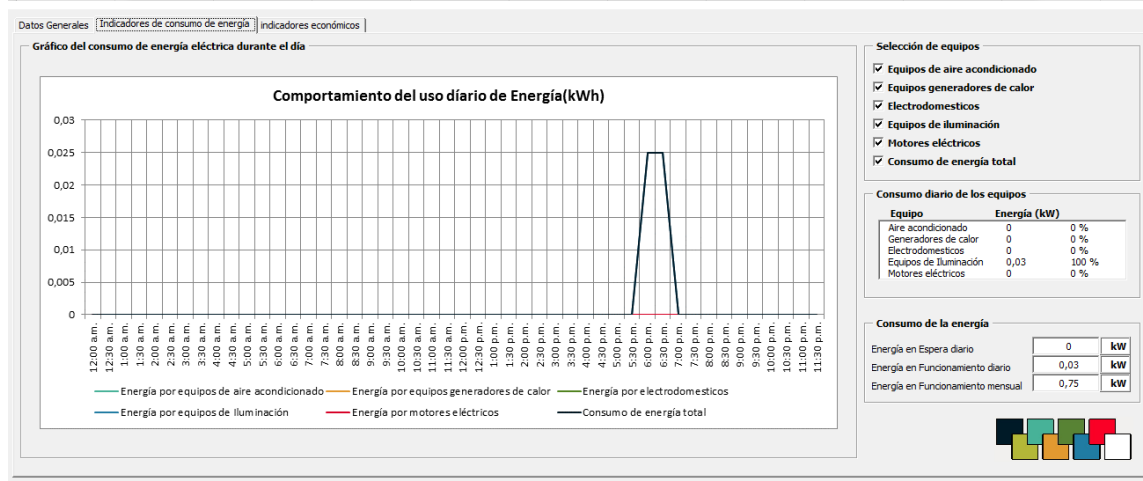 Datos Generales Indicadores de consumo de energía indicadores económicos
Gráfico del consumo de energía eléctrica durante el día
Comportamiento del uso díario de Energía(kWh)
0,03
0,025
0,02
0,015
0,01
0,005
0
12:00 a.m. 12:30 a.m. 1:00 a.m. 1:30 a.m. 2:00 a.m. 2:30 a.m. 3:00 a.m. 3:30 a.m. 4:00 a.m. 4:30 a.m. 5:00 a.m. 5:30 a.m. 6:00 a.m. 6:30 a.m. 7:00 a.m. 7:30 a.m. 8:00 a.m. 8:30 a.m. 9:00 a.m. 9:30 a.m. 10:00 a.m. 10:30 a.m. 11:00 a.m. 11:30 a.m. 12:00 p.m. 12:30 p.m. 1:00 p.m. 1:30 p.m. 2:00 p.m. 2:30 p.m. 3:00 p.m. 3:30 p.m. 4:00 p.m. 4:30 p.m. 5:00 p.m. 5:30 p.m. 6:00 p.m. 6:30 p.m. 7:00 p.m. 7:30 p.m. 8:00 p.m. 8:30 p.m. 9:00 p.m. 9:30 p.m. 10:00 p.m. 10:30 p.m. 11:00 p.m. 11:30 p.m.
Energía por equipos de aire acondicionado Energía por equipos generadores de calor Energía por electrodomesticos
Energía por equipos de Iluminación Energía por motores eléctricos Consumo de energía total
Selección de equipos
Equipos de aire acondicionado
Equipos generadores de calor
Electrodomesticos
Equipos de iluminación
Motores eléctricos
Consumo de energía total
Consumo diario de los equipos
Equipo Energía (kW)
Aire acondicionado 0 0 %
Generadores de calor 0 0 %
Electrodomesticos 0 0 %
Equipos de Iluminación 0,03 100 %
Motores eléctricos 0 0 %
Consumo de la energía
Energía en Espera diario 0 kW
Energía en Funcionamiento diario 0,03 kW
Energía en Funcionamiento mensual 0,75 kW